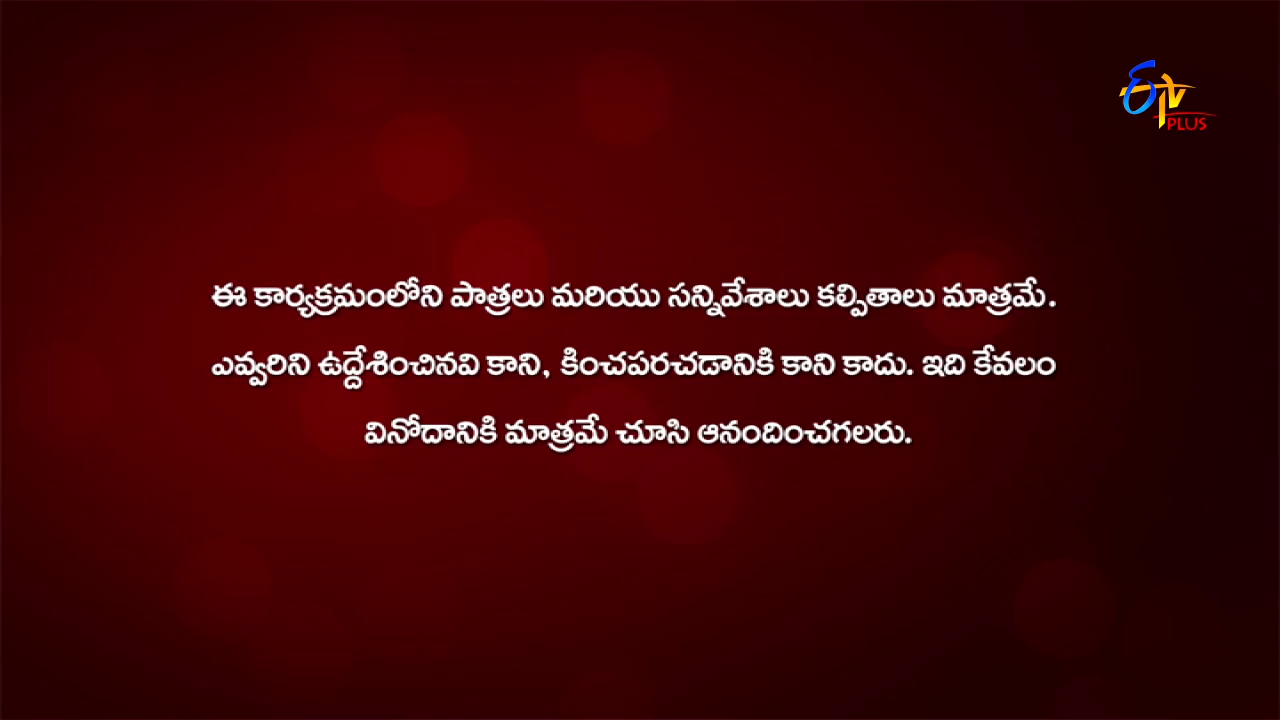 ETV
PLUS
ఈ కార్యక్రమంలోని పాత్రలు మరియు సన్నివేశాలు కల్పితాలు మాత్రమే.
ఎవ్వరిని ఉద్దేశించినవి కాని, కించపరచడానికి కాని కాదు. ఇది కేవలం
వినోదానికి మాత్రమే చూసి ఆనందించగలరు.